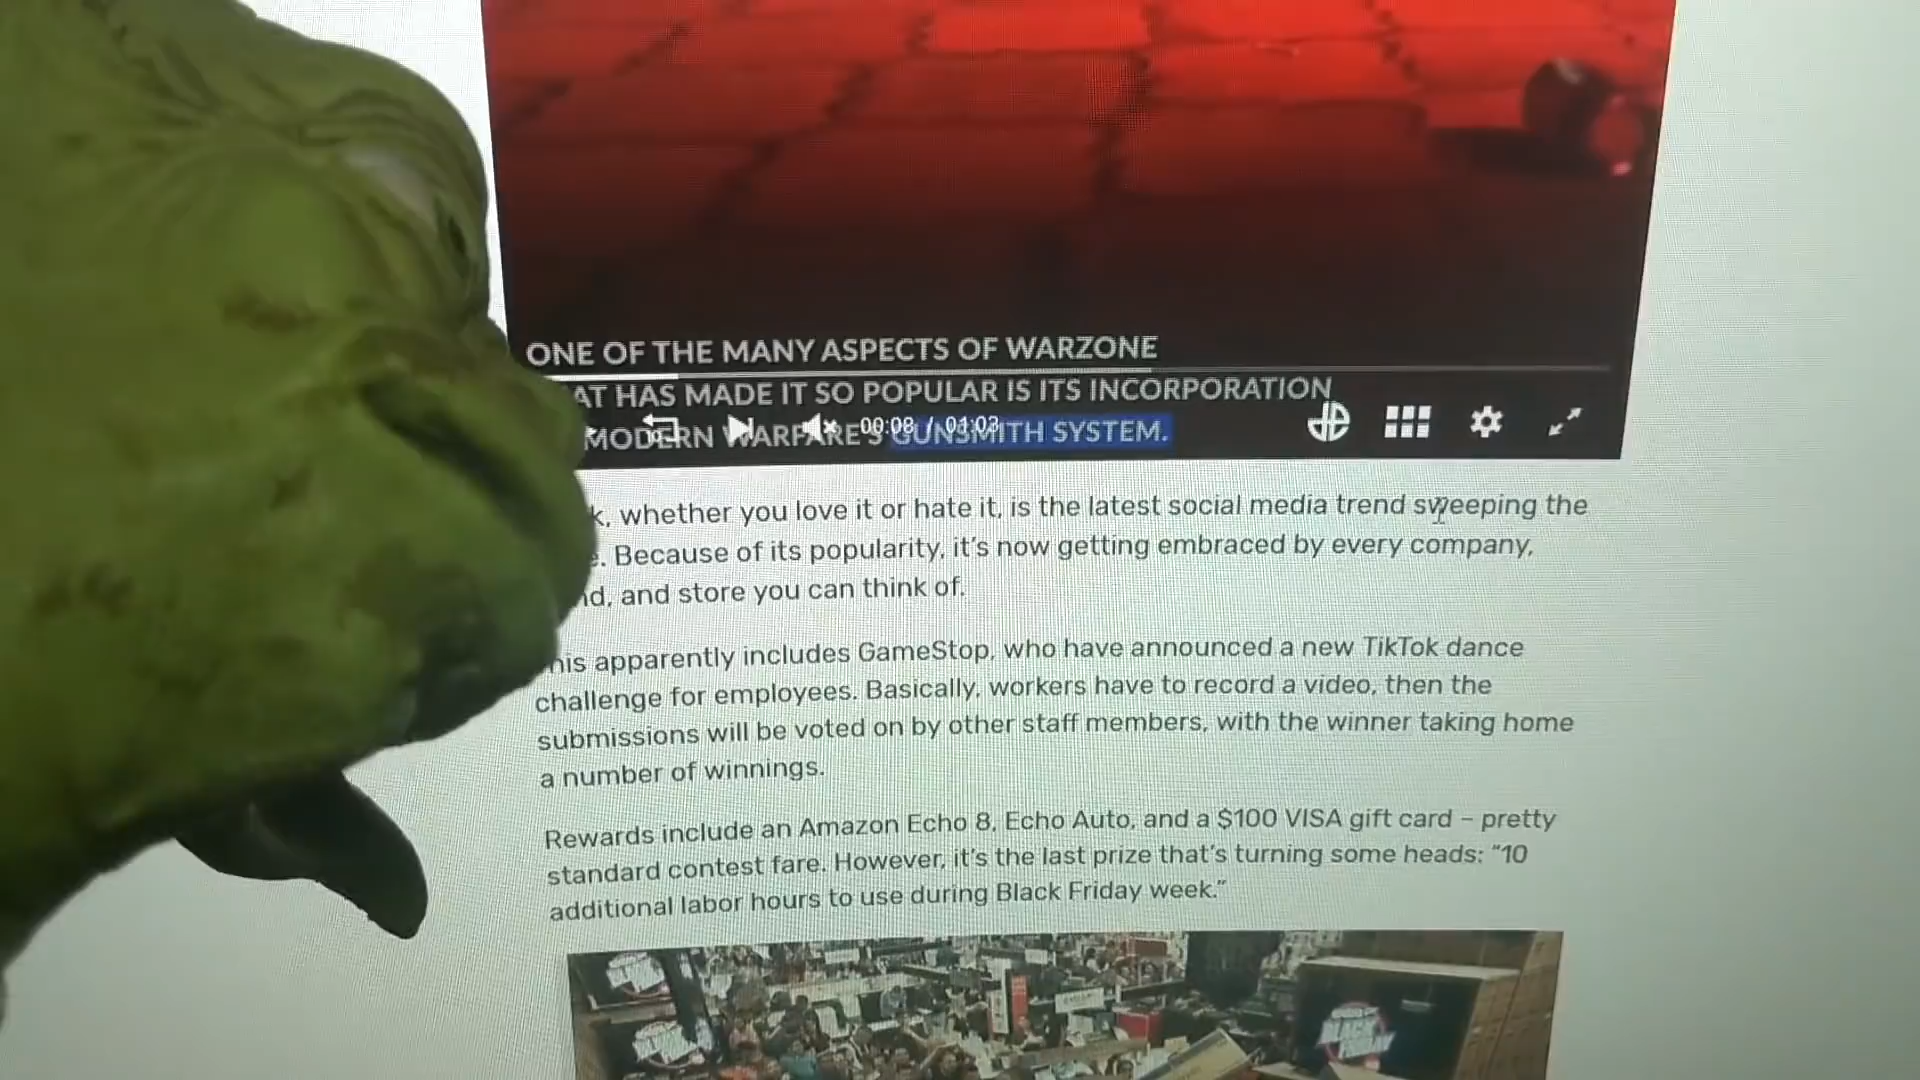 ONE OF THE MANY ASPECTS OF WARZONE
HAS MADE IT SO POPULAR IS ITS INCORPORATION
MODERN WARFARE'S GUNSMITH SYSTEM.
00:08 / 01:03
whether you love it or hate it, is the latest social media trend sweeping the
Because of its popularity, it's now getting embraced by every company,
and store you can think of.
apparently includes GameStop, who have announced a new TikTok dance
challenge for employees. Basically, workers have to record a video, then the
submissions will be voted on by other staff members, with the winner taking home
a number of winnings.
Rewards include an Amazon Echo 8, Echo Auto, and a $100 VISA gift card – pretty
standard contest fare. However, it's the last prize that's turning some heads: “10
additional labor hours to use during Black Friday week.”
BLACK